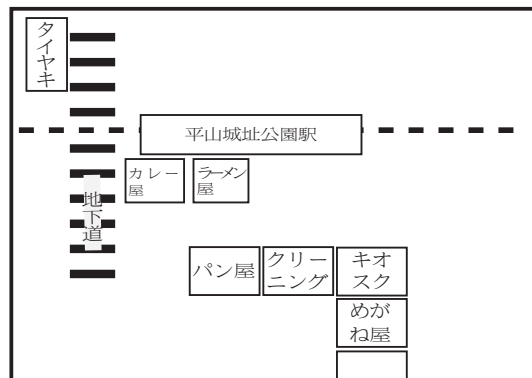 タイヤキ
平山城址公園駅
カレー
屋
ラーメン
屋
地下道
パン屋
クリー
ニング
キオ
スク
めが
ね屋